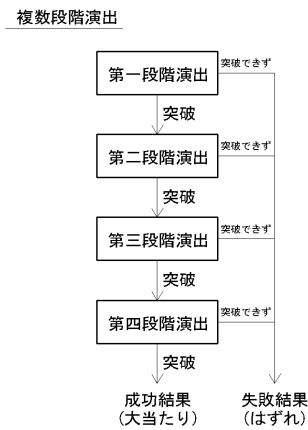 複数段階演出
第一段階演出
突破できず
突破
第二段階演出
突破できず
突破
第三段階演出
突破できず
突破
第四段階演出
突破できず
突破
成功結果
(大当たり)
失敗結果
(はずれ)